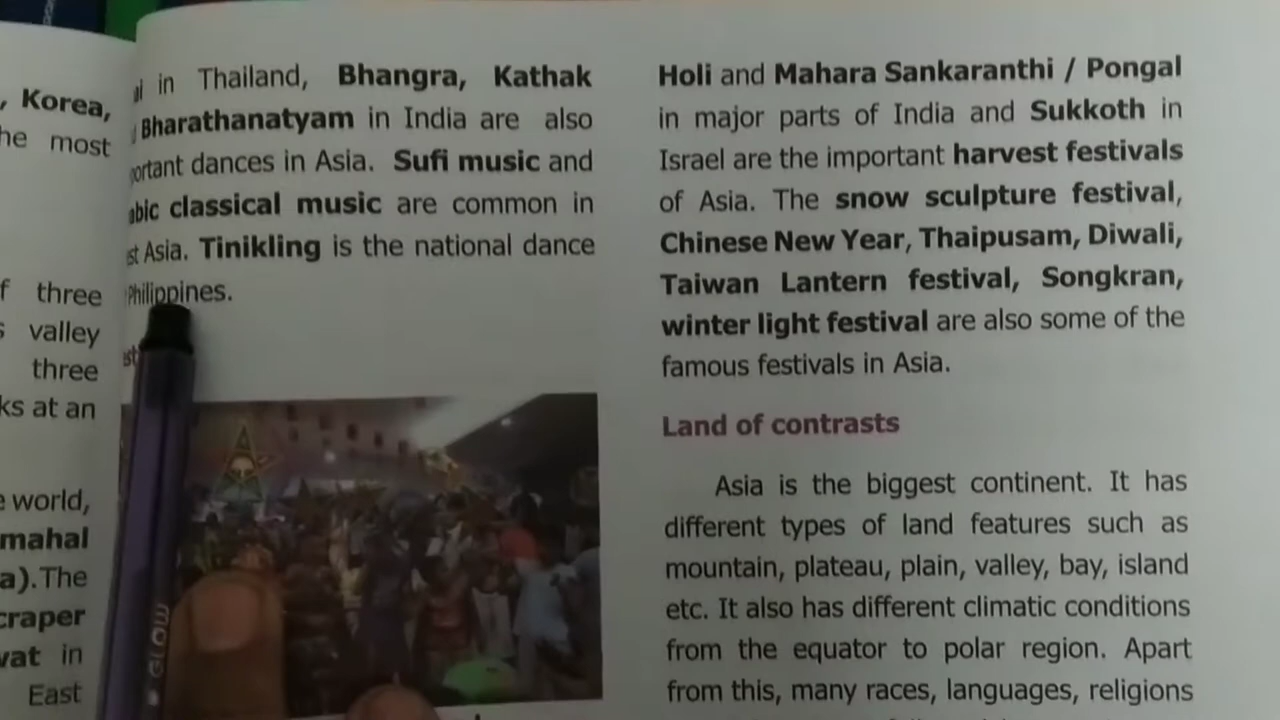 , Korea,
he most
f three
s valley
three
ks at an
e world,
mahal
a).The
craper
wat in
East
ai in Thailand, Bhangra, Kathak
Bharathanatyam in India are also
portant dances in Asia. Sufi music and
abic classical music are common in
st Asia. Tinikling is the national dance
Philippines.
st
GLOW
Holi and Mahara Sankaranthi / Pongal
in major parts of India and Sukkoth in
Israel are the important harvest festivals
of Asia. The snow sculpture festival,
Chinese New Year, Thaipusam, Diwali,
Taiwan Lantern festival, Songkran,
winter light festival are also some of the
famous festivals in Asia.
Land of contrasts
Asia is the biggest continent. It has
different types of land features such as
mountain, plateau, plain, valley, bay, island
etc. It also has different climatic conditions
from the equator to polar region. Apart
from this, many races, languages, religions